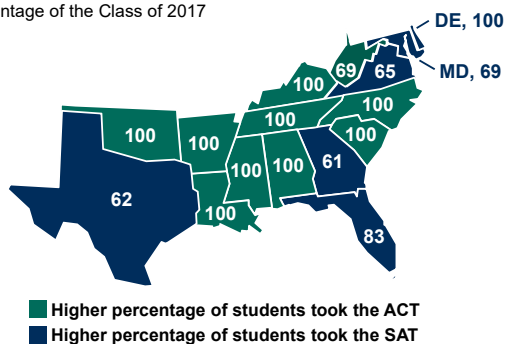 ntage of the Class of 2017
DE, 100
69
65
MD, 69
100
100
100
100
100
100
100
100
61
62
100
83
Higher percentage of students took the ACT
Higher percentage of students took the SAT